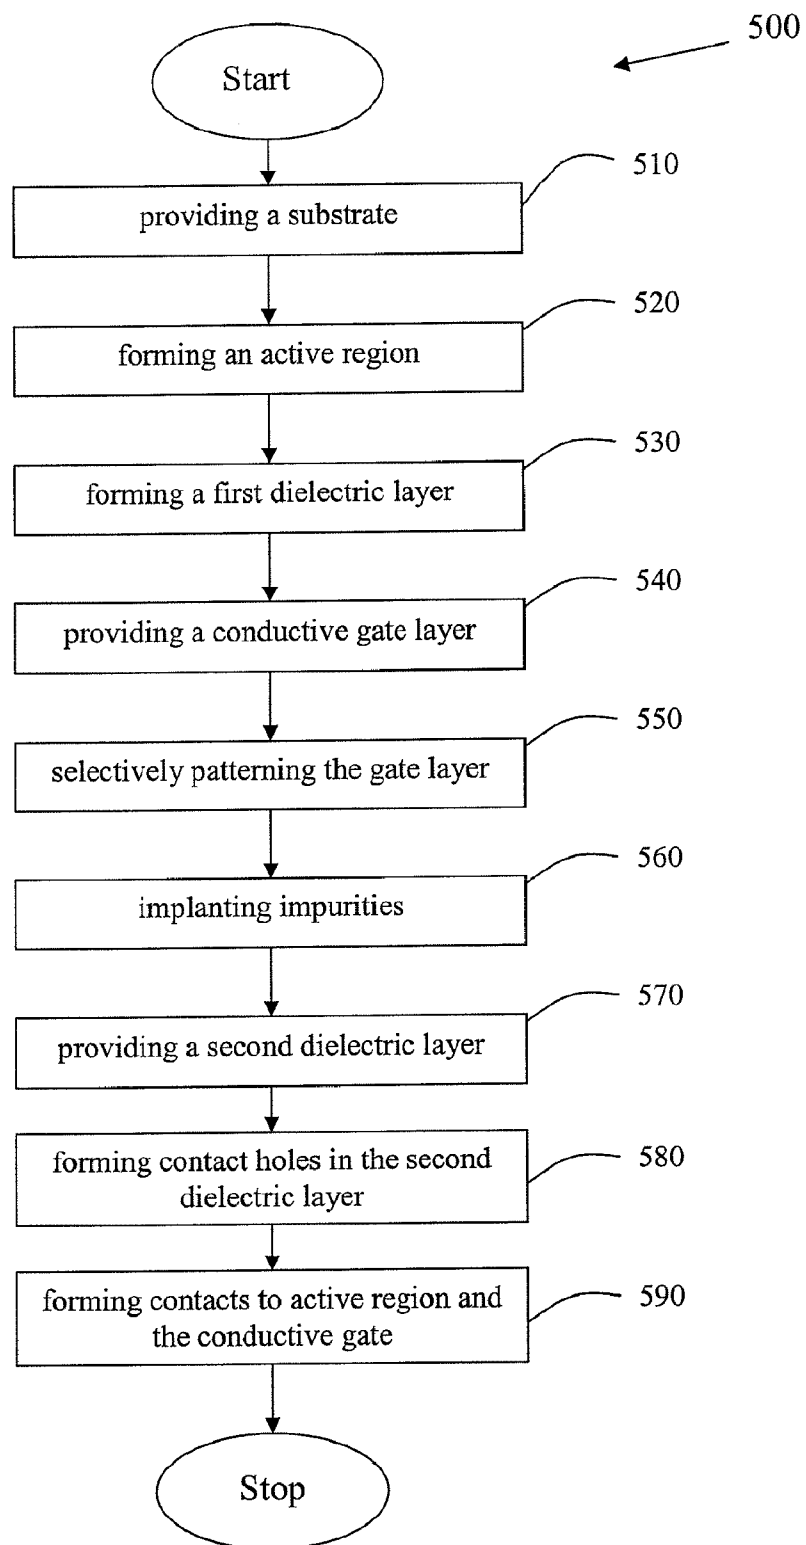 500
Start
510
providing a substrate
520
forming an active region
530
forming a first dielectric layer
540
providing a conductive gate layer
550
selectively patterning the gate layer
560
implanting impurities
570
providing a second dielectric layer
580
forming contact holes in the second
dielectric layer
590
forming contacts to active region and
the conductive gate
Stop